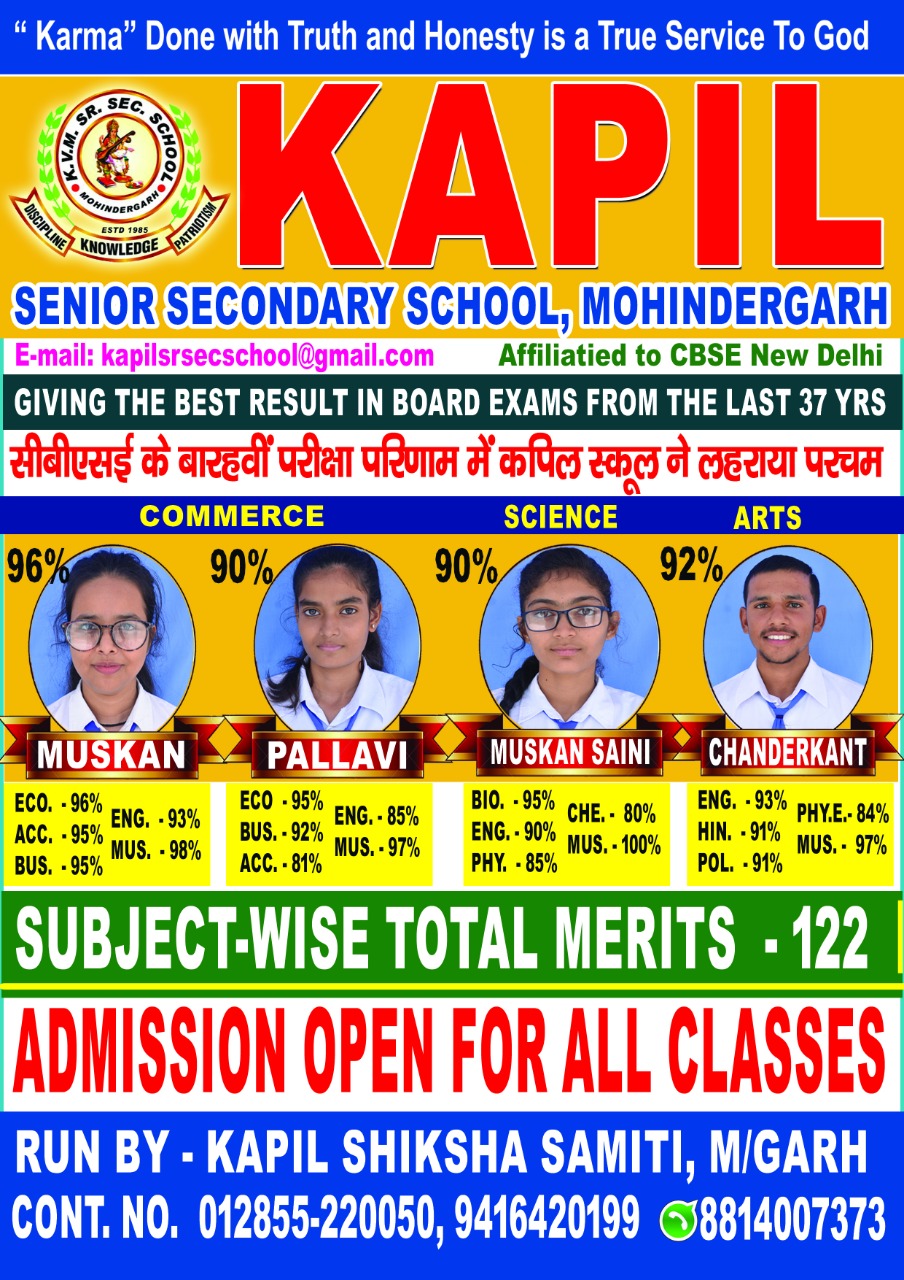 “ Karma” Done with Truth and Honesty is a True Service To God
K.V.M. SR. SEC. SCHOOL
MOHINDERGARH
ESTD 1985
DISCIPLINE KNOWLEDGE PATRIOTISM
KAPIL
SENIOR SECONDARY SCHOOL, MOHINDERGARH
E-mail: kapilsrsecschool@gmail.com Affiliatied to CBSE New Delhi
GIVING THE BEST RESULT IN BOARD EXAMS FROM THE LAST 37 YRS
सीबीएसई के बारहवीं परीक्षा परिणाम में कपिल स्कूल ने लहराया परचम
COMMERCE SCIENCE ARTS
96% 90% 90% 92%
MUSKAN PALLAVI MUSKAN SAINI CHANDERKANT
ECO. - 96%
ACC. - 95%
BUS. - 95%
ENG. - 93%
MUS. - 98%
ECO - 95%
BUS. - 92%
ACC. - 81%
ENG. - 85%
MUS. - 97%
BIO. - 95%
ENG. - 90%
PHY. - 85%
CHE. - 80%
MUS. - 100%
ENG. - 93%
HIN. - 91%
POL. - 91%
PHY.E.- 84%
MUS. - 97%
SUBJECT-WISE TOTAL MERITS - 122
ADMISSION OPEN FOR ALL CLASSES
RUN BY - KAPIL SHIKSHA SAMITI, M/GARH
CONT. NO. 012855-220050, 9416420199 8814007373